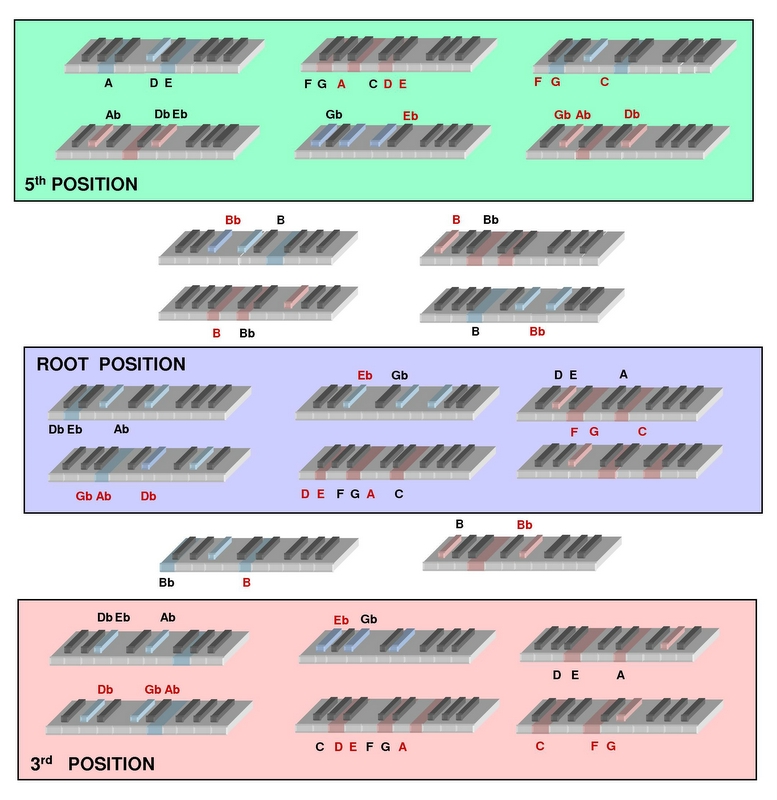 A D E
F G A C D E
F G C
Ab Db Eb
Gb Eb
Gb Ab Db
5th POSITION
Bb B
B Bb
B Bb
B Bb
ROOT POSITION
Db Eb Ab
Eb Gb
D E A
F G C
Gb Ab Db
D E F G A C
Bb B
B Bb
Db Eb Ab
Eb Gb
D E A
Db Gb Ab
C D E F G A
C F G
3rd POSITION